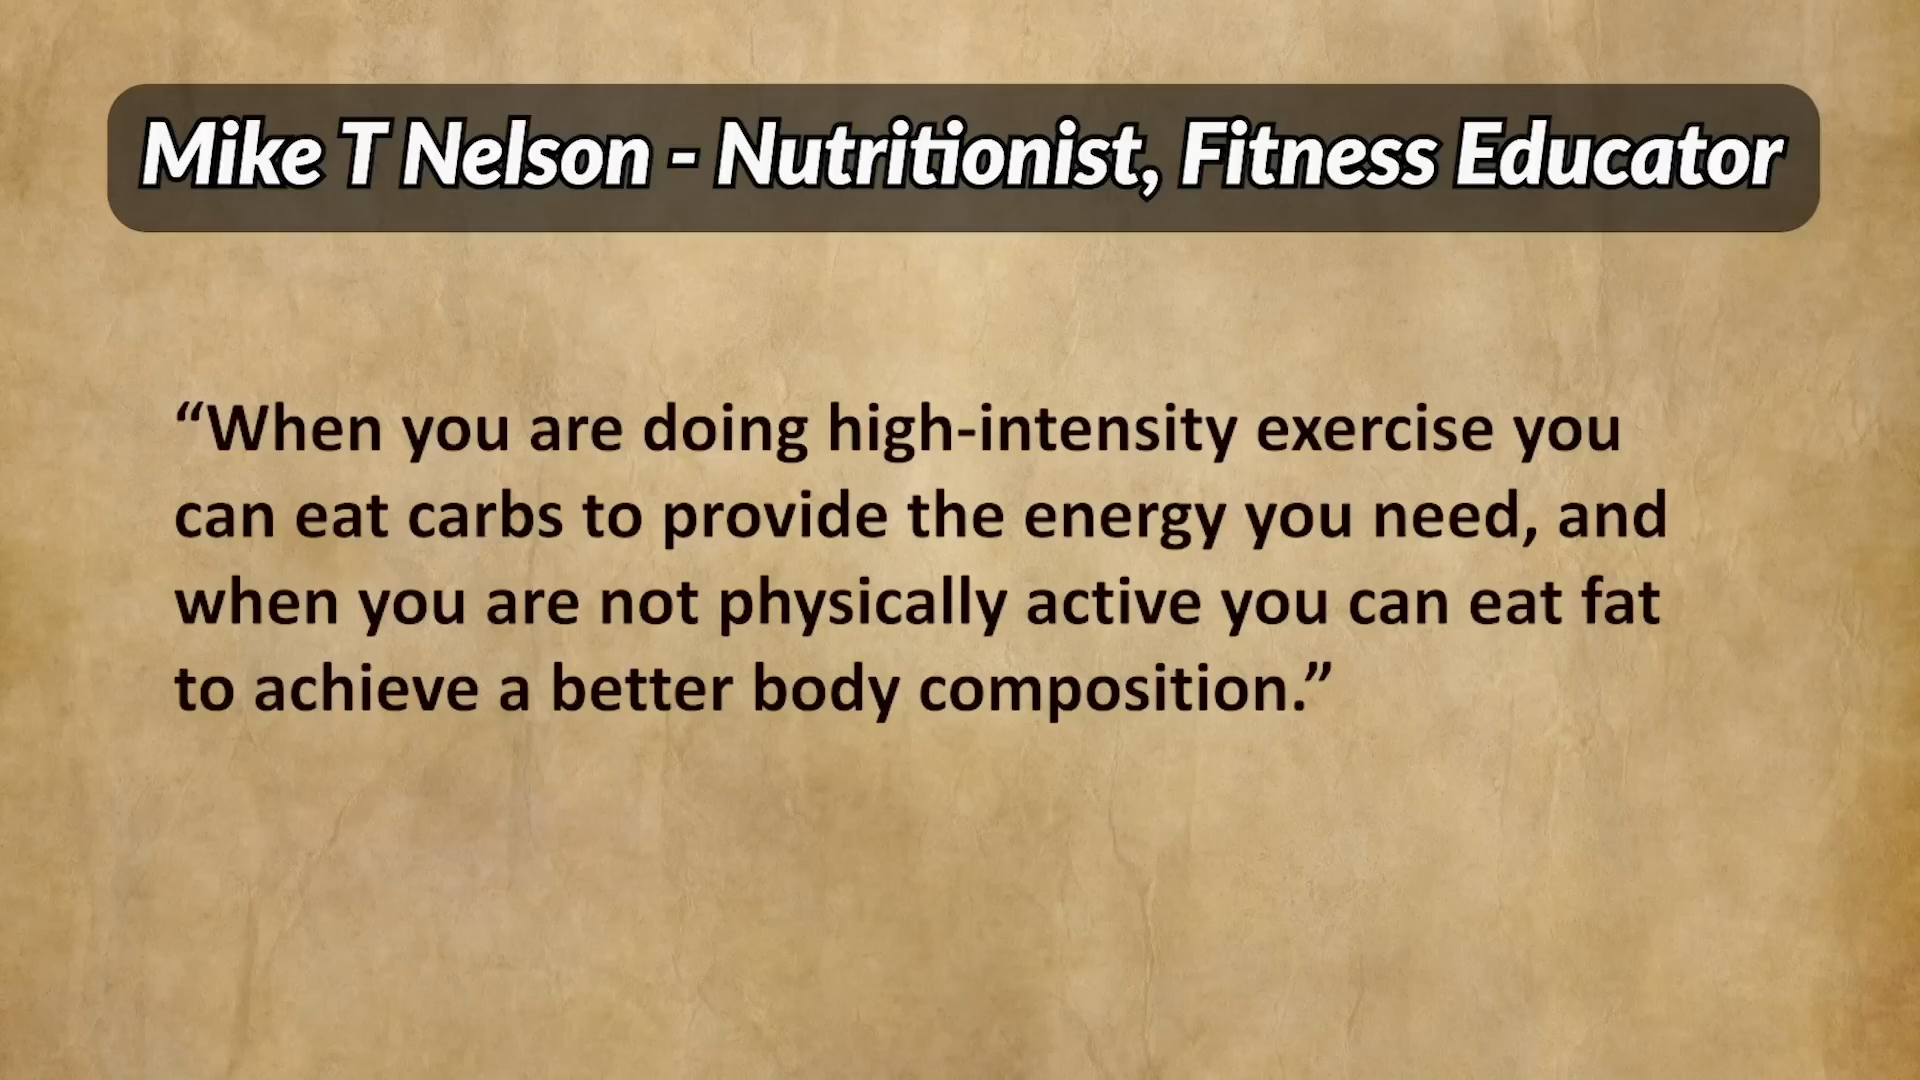 Mike T Nelson - Nutritionist, Fitness Educator
“When you are doing high-intensity exercise you
can eat carbs to provide the energy you need, and
when you are not physically active you can eat fat
to achieve a better body composition.”